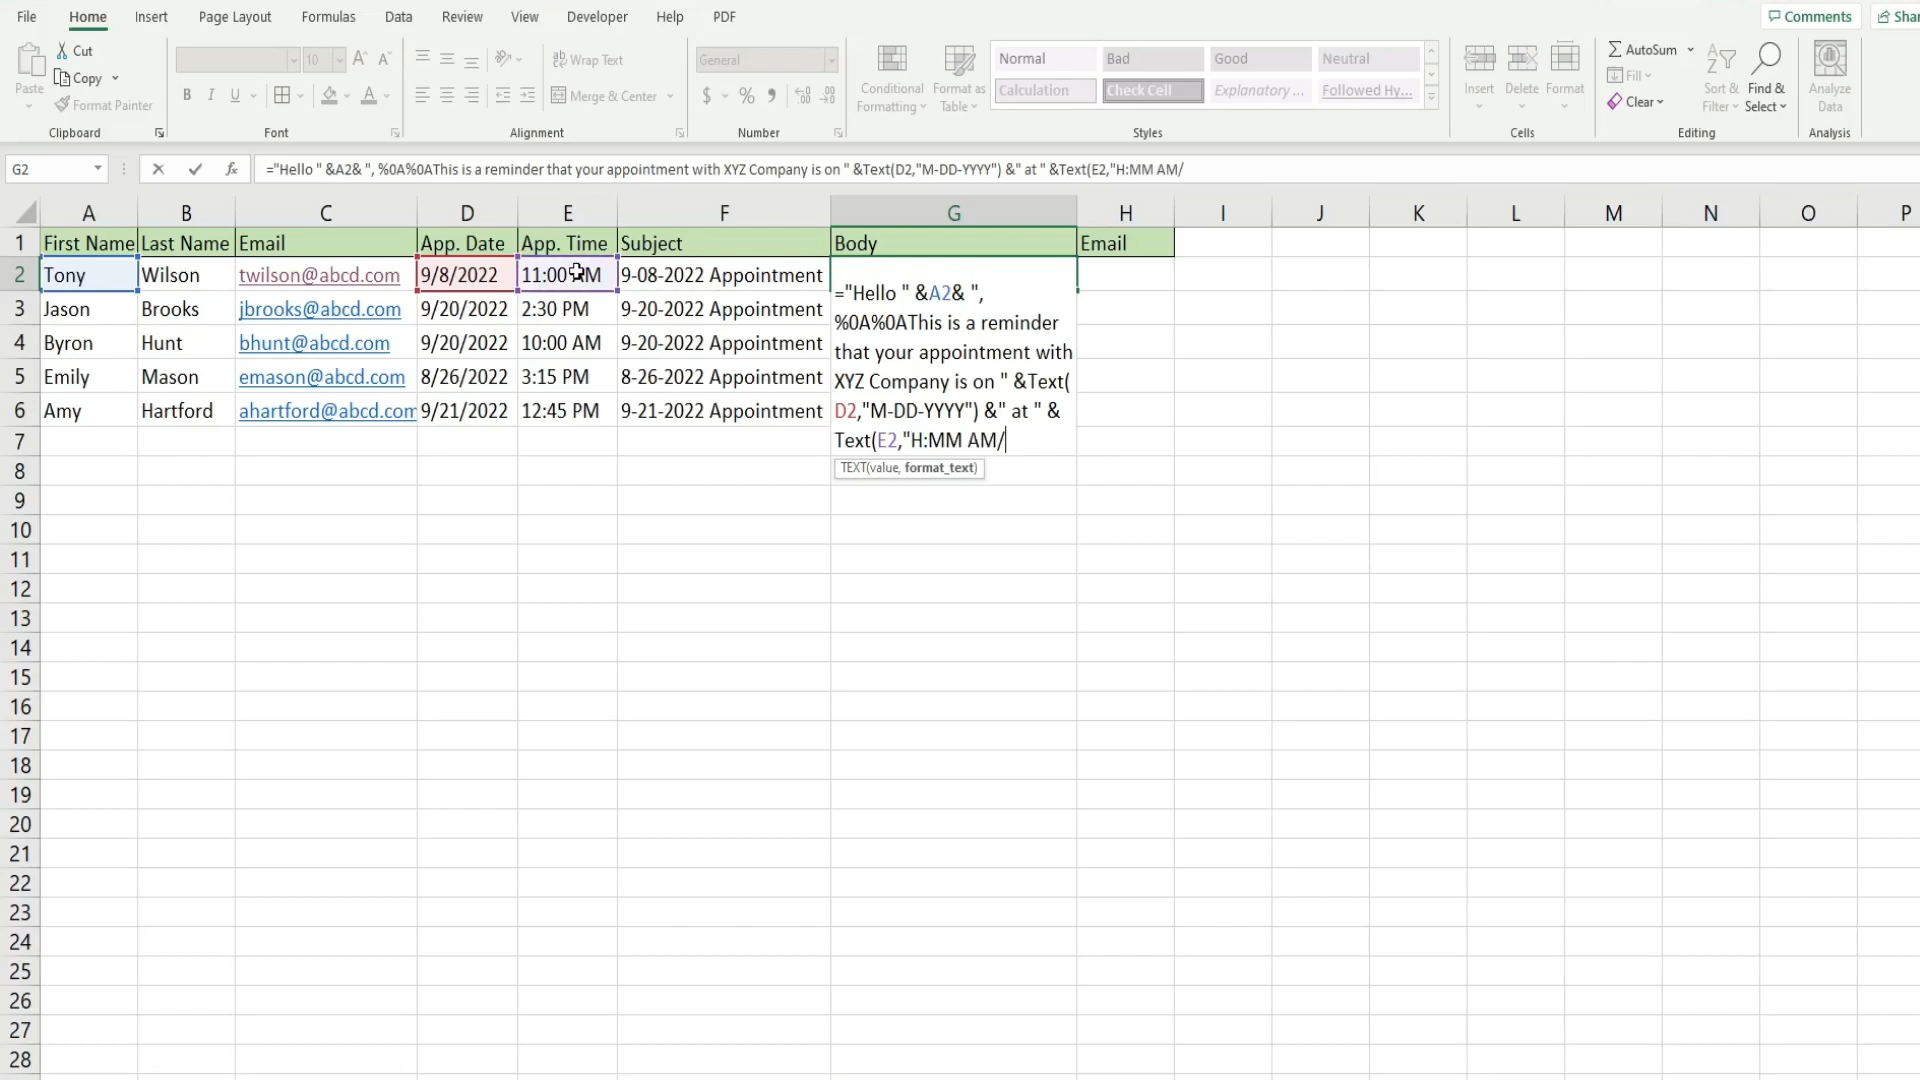 File Home Insert Page Layout Formulas Data Review View Developer Help PDF Comments Shar
Paste
Cut
Copy
Format Painter
Clipboard
10 A A
B I U A
Font
ab Wrap Text
Merge & Center
Alignment
General
$ % 9
Number
Conditional Formatting
Format as Table
Normal Bad Good Neutral
Calculation Check Cell Explanatory ... Followed Hy...
Styles
Insert Delete Format
Cells
AutoSum
Fill
Clear
Sort & Filter
Find & Select
Editing
Analyze Data
Analysis
G2 fx ="Hello " &A2& ", %0A%0AThis is a reminder that your appointment with XYZ Company is on " &Text(D2,"M-DD-YYYY") &" at " &Text(E2,"H:MM AM/
A B C D E F G H I J K L M N O P
1 First Name Last Name Email App. Date App. Time Subject Body Email
2 Tony Wilson twilson@abcd.com 9/8/2022 11:00 AM 9-08-2022 Appointment
3 Jason Brooks jbrooks@abcd.com 9/20/2022 2:30 PM 9-20-2022 Appointment
4 Byron Hunt bhunt@abcd.com 9/20/2022 10:00 AM 9-20-2022 Appointment
5 Emily Mason emason@abcd.com 8/26/2022 3:15 PM 8-26-2022 Appointment
6 Amy Hartford ahartford@abcd.com 9/21/2022 12:45 PM 9-21-2022 Appointment
="Hello " &A2& ",
%0A%0AThis is a reminder
that your appointment with
XYZ Company is on " &Text(
D2,"M-DD-YYYY") &" at " &
Text(E2,"H:MM AM/
TEXT(value, format_text)
7
8
9
10
11
12
13
14
15
16
17
18
19
20
21
22
23
24
25
26
27
28